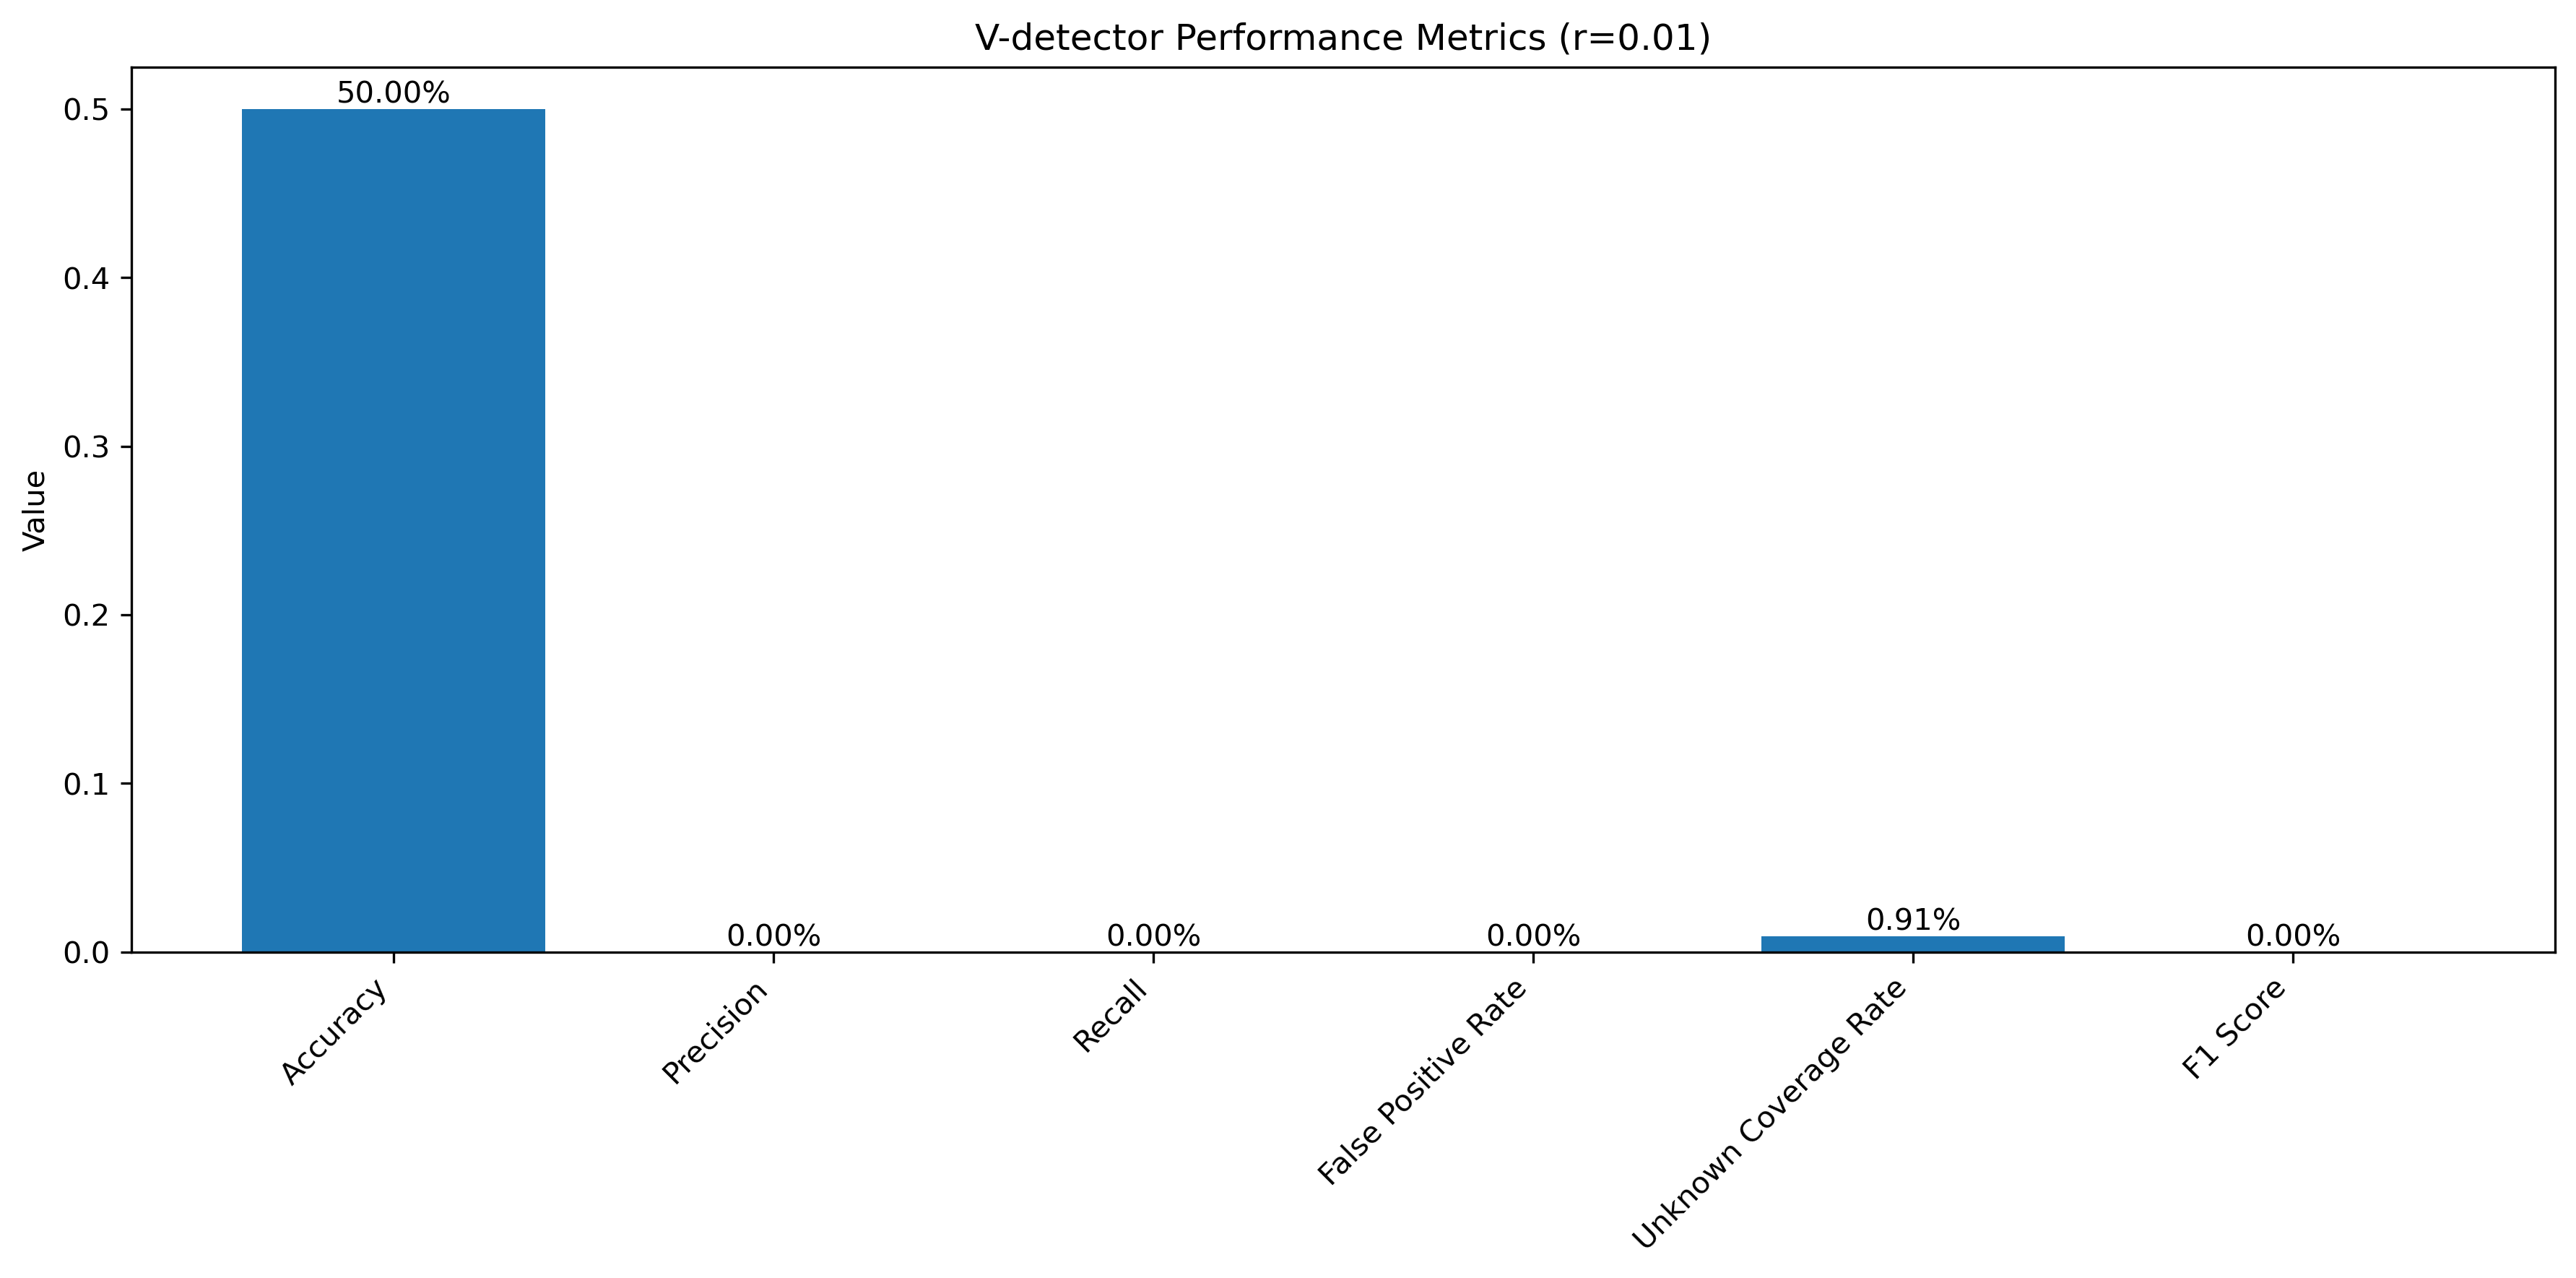 V-detector Performance Metrics (r=0.01)
Value
0.5
0.4
0.3
0.2
0.1
0.0
50.00%
0.00%
0.00%
0.00%
0.91%
0.00%
Accuracy
Precision
Recall
False Positive Rate
Unknown Coverage Rate
F1 Score